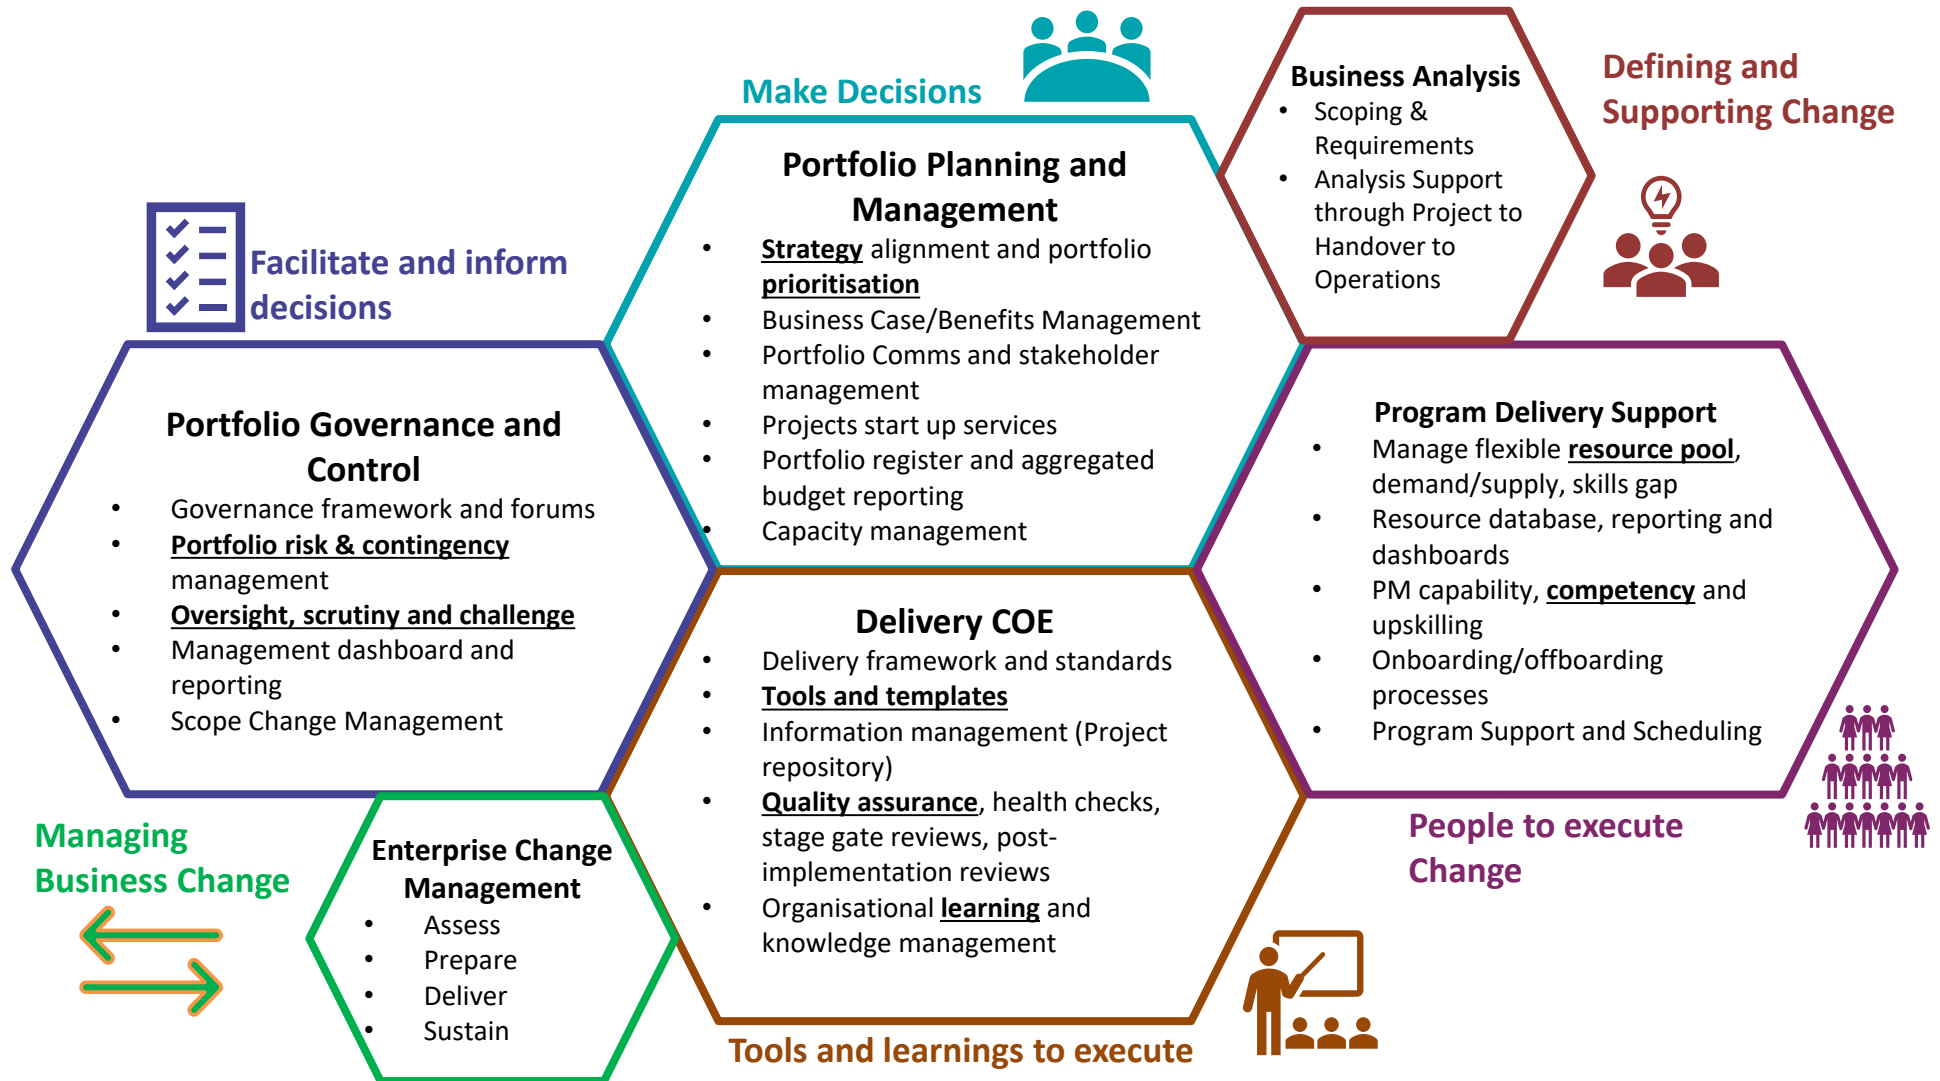 Make Decisions
Portfolio Planning and
Management
• Strategy alignment and portfolio
prioritisation
• Business Case/Benefits Management
• Portfolio Comms and stakeholder
management
• Projects start up services
• Portfolio register and aggregated
budget reporting
• Capacity management
Business Analysis
• Scoping &
Requirements
• Analysis Support
through Project to
Handover to
Operations
Defining and
Supporting Change
Facilitate and inform
decisions
Portfolio Governance and
Control
• Governance framework and forums
• Portfolio risk & contingency
management
• Oversight, scrutiny and challenge
• Management dashboard and
reporting
• Scope Change Management
Delivery COE
• Delivery framework and standards
• Tools and templates
• Information management (Project
repository)
• Quality assurance, health checks,
stage gate reviews, post-
implementation reviews
• Organisational learning and
knowledge management
Tools and learnings to execute
Program Delivery Support
• Manage flexible resource pool,
demand/supply, skills gap
• Resource database, reporting and
dashboards
• PM capability, competency and
upskilling
• Onboarding/offboarding
processes
• Program Support and Scheduling
People to execute
Change
Managing
Business Change
Enterprise Change
Management
• Assess
• Prepare
• Deliver
• Sustain